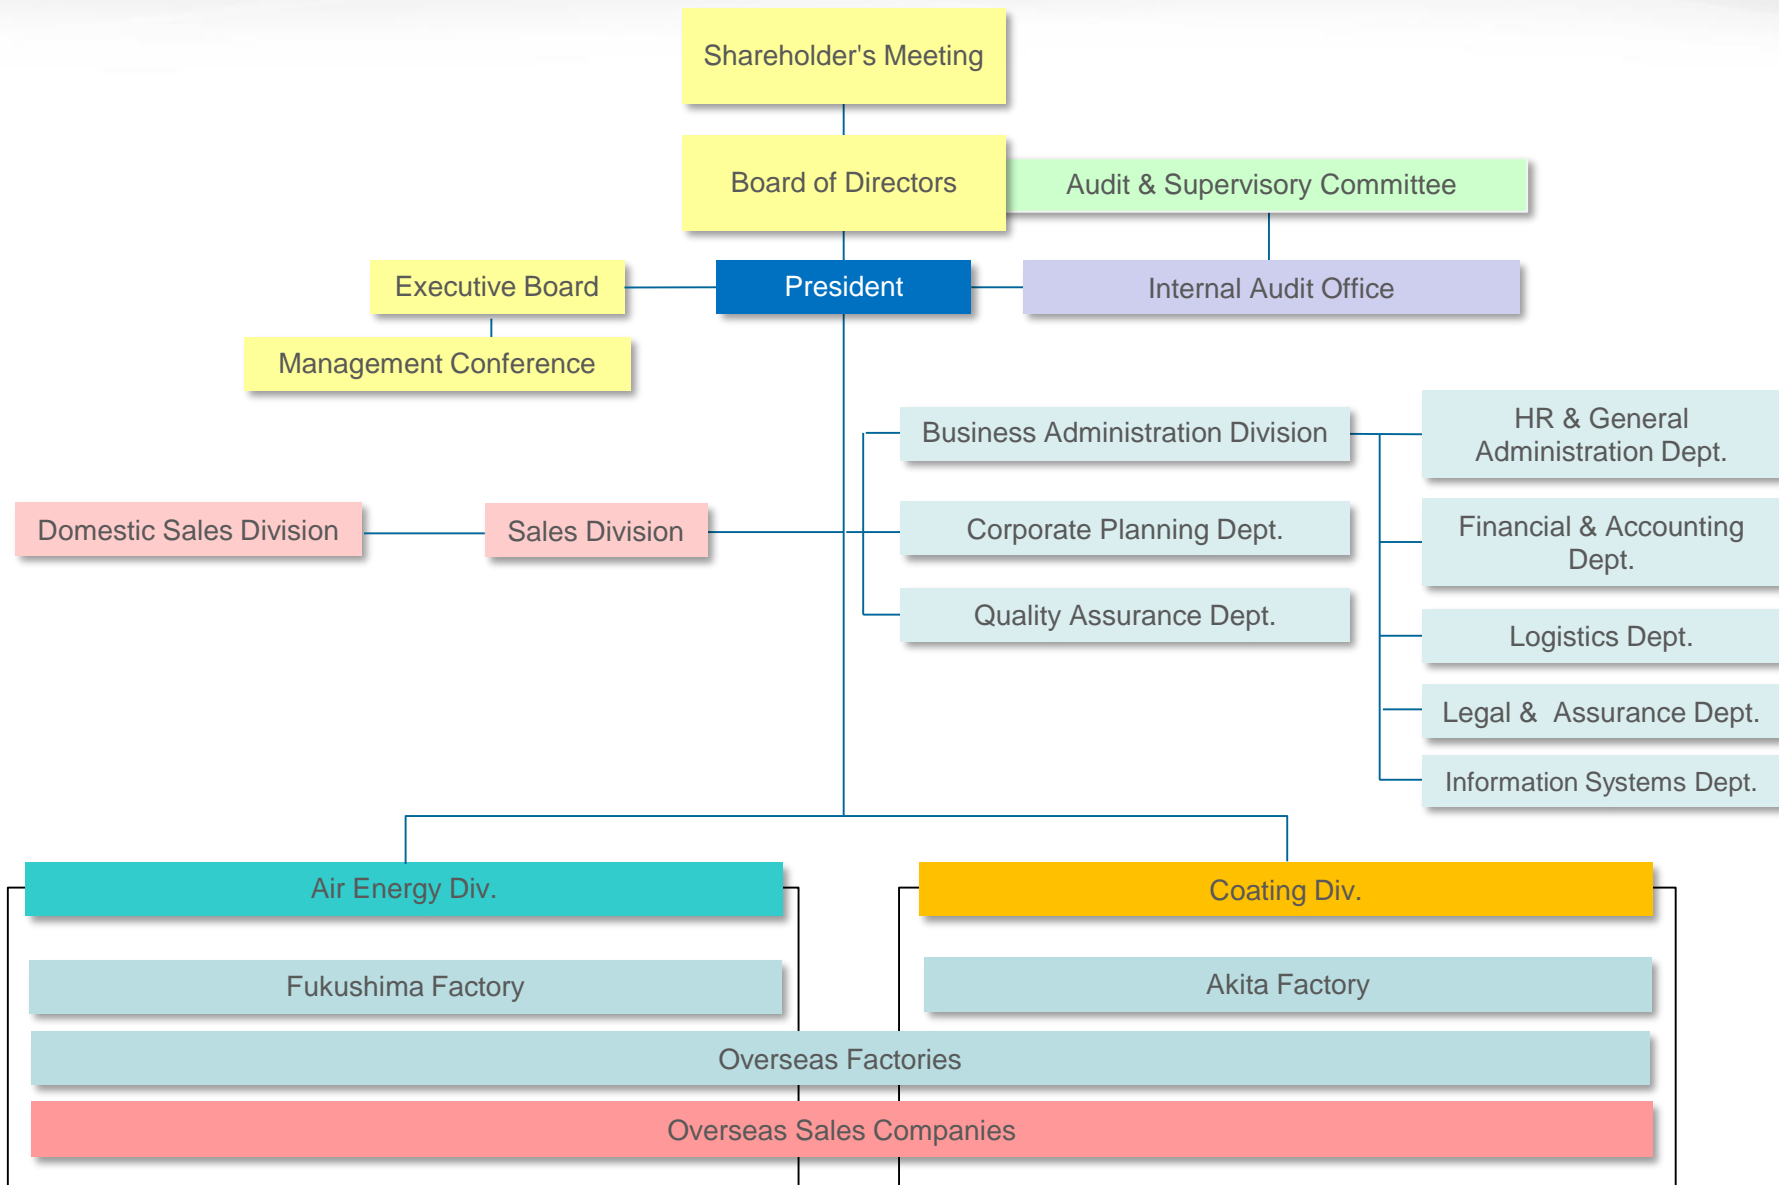 Shareholder's Meeting
Board of Directors
Audit & Supervisory Committee
Executive Board
President
Internal Audit Office
Management Conference
Business Administration Division
HR & General
Administration Dept.
Domestic Sales Division
Sales Division
Corporate Planning Dept.
Financial & Accounting
Dept.
Quality Assurance Dept.
Logistics Dept.
Legal &  Assurance Dept.
Information Systems Dept.
Air Energy Div.
Coating Div.
Fukushima Factory
Akita Factory
Overseas Factories
Overseas Sales Companies